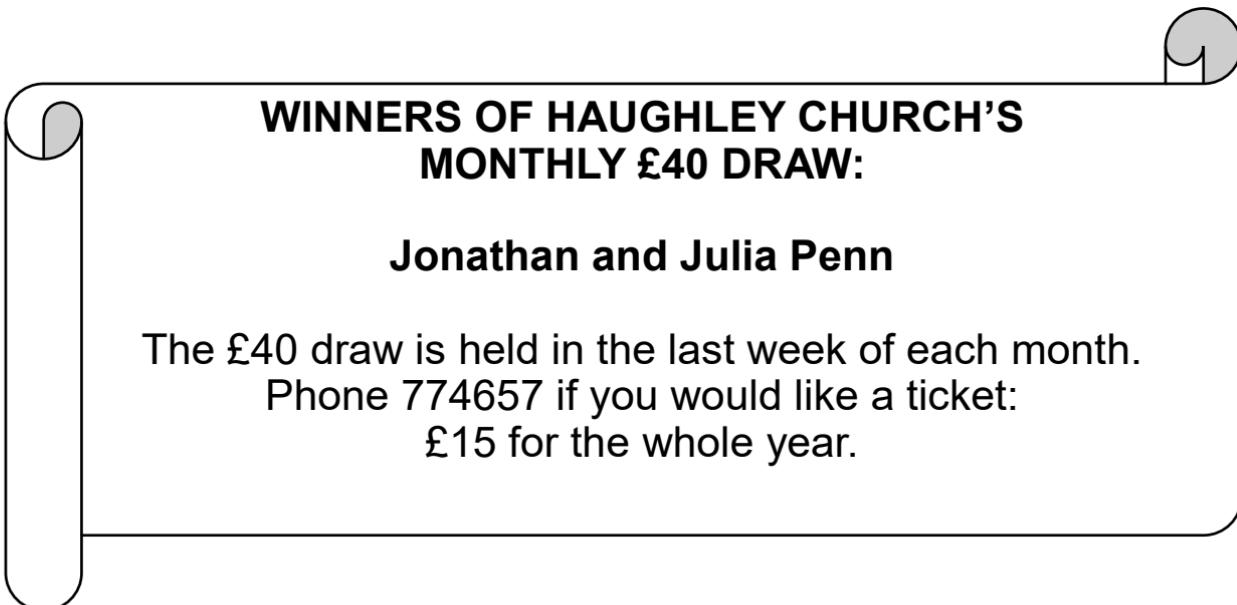 WINNERS OF HAUGHLEY CHURCH'S
MONTHLY £40 DRAW:
Jonathan and Julia Penn
The £40 draw is held in the last week of each month.
Phone 774657 if you would like a ticket:
£15 for the whole year.